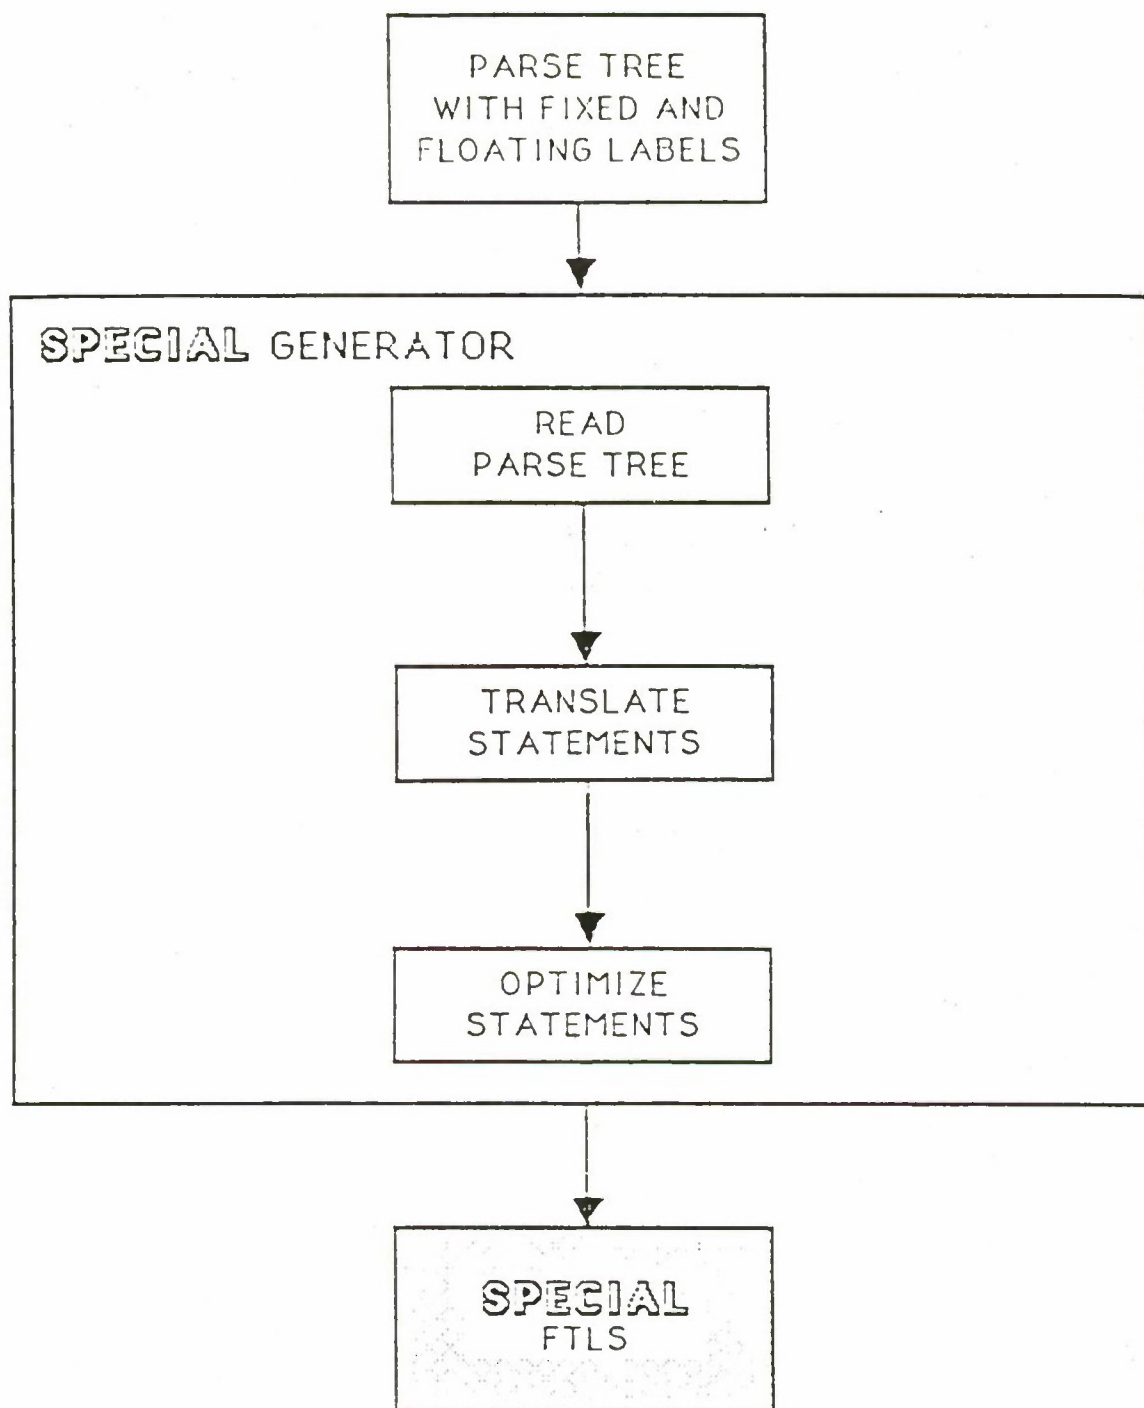 PARSE TREE
WITH FIXED AND
FLOATING LABELS
SPECIAL GENERATOR
READ
PARSE TREE
TRANSLATE
STATEMENTS
OPTIMIZE
STATEMENTS
SPECIAL
FTLS